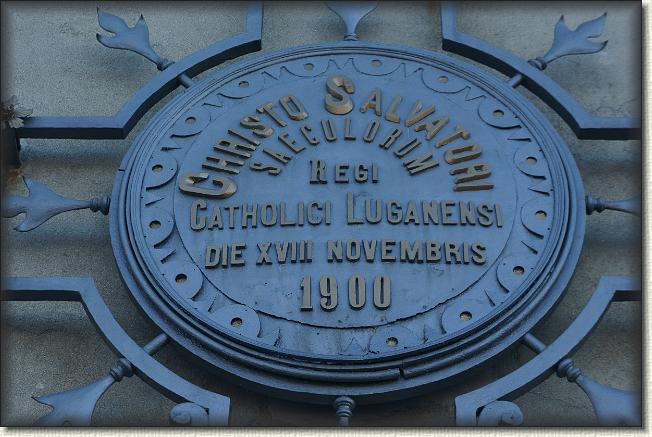 CHRISTO SALVATORI
SAECULORUM
REGI
CATHOLICI LUGANENSI
DIE XVIII NOVEMBRIS
1900